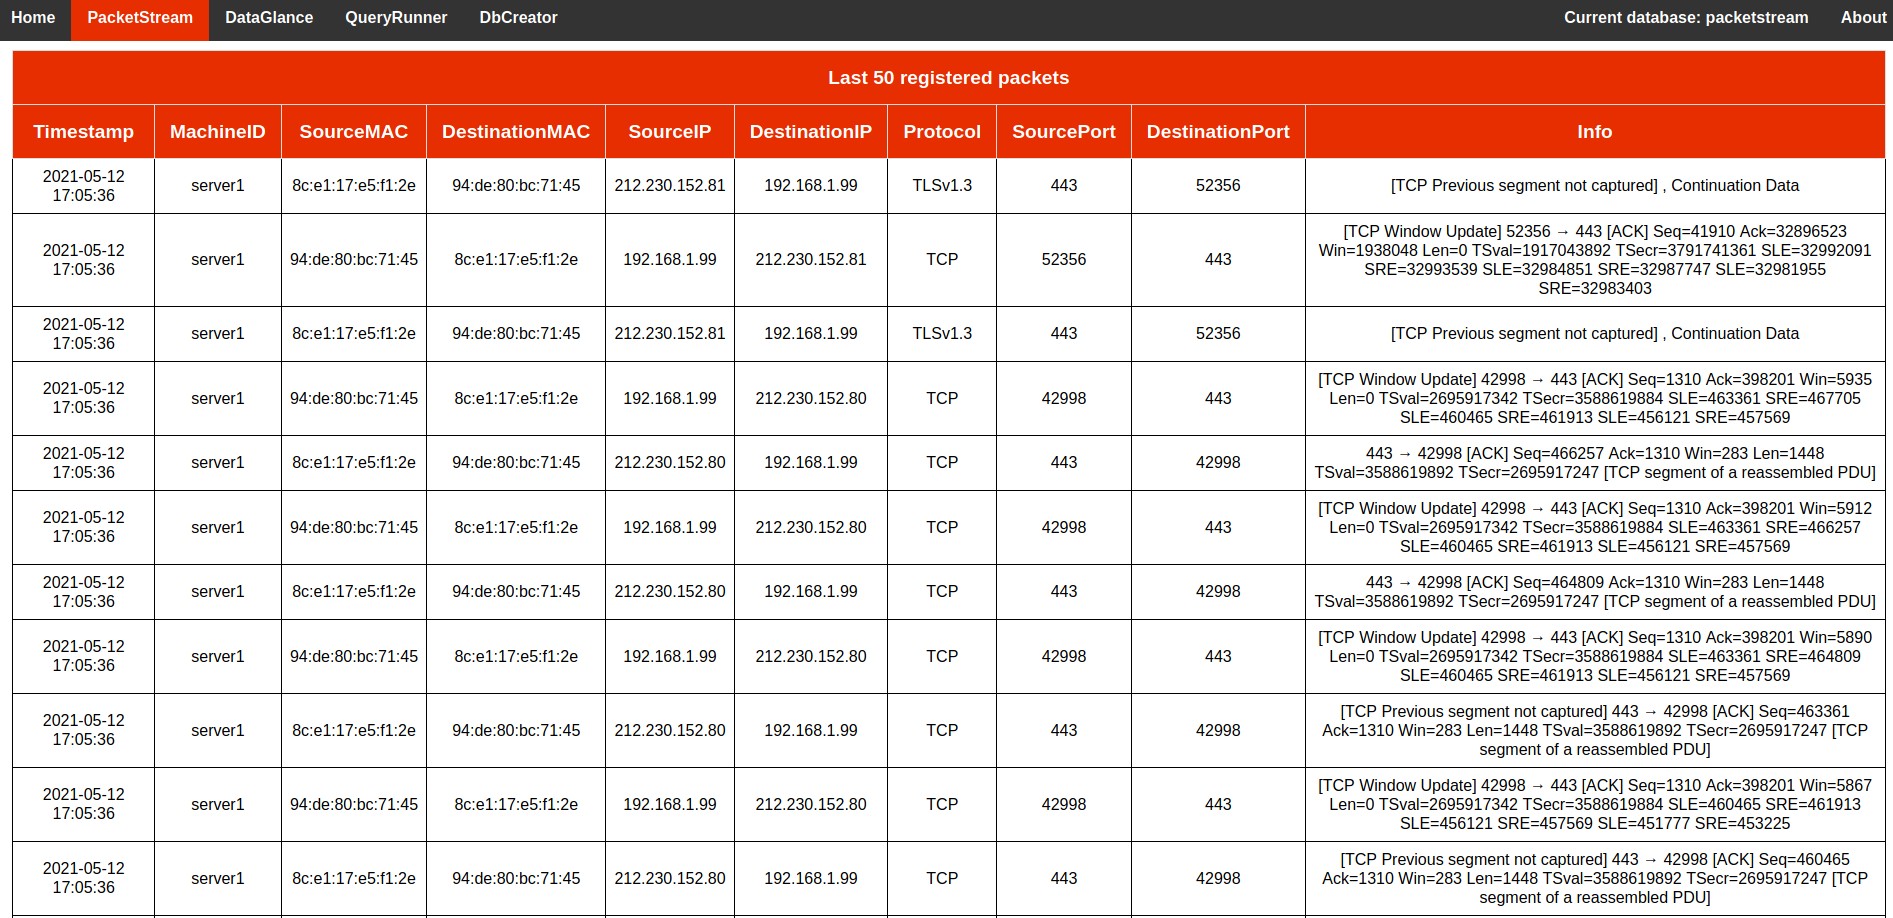 Home PacketStream DataGlance QueryRunner DbCreator Current database: packetstream About
Last 50 registered packets
Timestamp MachineID SourceMAC DestinationMAC SourceIP DestinationIP Protocol SourcePort DestinationPort Info
2021-05-12
17:05:36
server1 8c:e1:17:e5:f1:2e 94:de:80:bc:71:45 212.230.152.81 192.168.1.99 TLSv1.3 443 52356 [TCP Previous segment not captured] , Continuation Data
2021-05-12
17:05:36
server1 94:de:80:bc:71:45 8c:e1:17:e5:f1:2e 192.168.1.99 212.230.152.81 TCP 52356 443
[TCP Window Update] 52356 → 443 [ACK] Seq=41910 Ack=32896523
Win=1938048 Len=0 TSval=1917043892 TSecr=3791741361 SLE=32992091
SRE=32993539 SLE=32984851 SRE=32987747 SLE=32981955
SRE=32983403
2021-05-12
17:05:36
server1 8c:e1:17:e5:f1:2e 94:de:80:bc:71:45 212.230.152.81 192.168.1.99 TLSv1.3 443 52356 [TCP Previous segment not captured] , Continuation Data
2021-05-12
17:05:36
server1 94:de:80:bc:71:45 8c:e1:17:e5:f1:2e 192.168.1.99 212.230.152.80 TCP 42998 443
[TCP Window Update] 42998 → 443 [ACK] Seq=1310 Ack=398201 Win=5935
Len=0 TSval=2695917342 TSecr=3588619884 SLE=463361 SRE=467705
SLE=460465 SRE=461913 SLE=456121 SRE=457569
2021-05-12
17:05:36
server1 8c:e1:17:e5:f1:2e 94:de:80:bc:71:45 212.230.152.80 192.168.1.99 TCP 443 42998
443 → 42998 [ACK] Seq=466257 Ack=1310 Win=283 Len=1448
TSval=3588619892 TSecr=2695917247 [TCP segment of a reassembled PDU]
2021-05-12
17:05:36
server1 94:de:80:bc:71:45 8c:e1:17:e5:f1:2e 192.168.1.99 212.230.152.80 TCP 42998 443
[TCP Window Update] 42998 → 443 [ACK] Seq=1310 Ack=398201 Win=5912
Len=0 TSval=2695917342 TSecr=3588619884 SLE=463361 SRE=466257
SLE=460465 SRE=461913 SLE=456121 SRE=457569
2021-05-12
17:05:36
server1 8c:e1:17:e5:f1:2e 94:de:80:bc:71:45 212.230.152.80 192.168.1.99 TCP 443 42998
443 → 42998 [ACK] Seq=464809 Ack=1310 Win=283 Len=1448
TSval=3588619892 TSecr=2695917247 [TCP segment of a reassembled PDU]
2021-05-12
17:05:36
server1 94:de:80:bc:71:45 8c:e1:17:e5:f1:2e 192.168.1.99 212.230.152.80 TCP 42998 443
[TCP Window Update] 42998 → 443 [ACK] Seq=1310 Ack=398201 Win=5890
Len=0 TSval=2695917342 TSecr=3588619884 SLE=463361 SRE=464809
SLE=460465 SRE=461913 SLE=456121 SRE=457569
2021-05-12
17:05:36
server1 8c:e1:17:e5:f1:2e 94:de:80:bc:71:45 212.230.152.80 192.168.1.99 TCP 443 42998
[TCP Previous segment not captured] 443 → 42998 [ACK] Seq=463361
Ack=1310 Win=283 Len=1448 TSval=3588619892 TSecr=2695917247 [TCP
segment of a reassembled PDU]
2021-05-12
17:05:36
server1 94:de:80:bc:71:45 8c:e1:17:e5:f1:2e 192.168.1.99 212.230.152.80 TCP 42998 443
[TCP Window Update] 42998 → 443 [ACK] Seq=1310 Ack=398201 Win=5867
Len=0 TSval=2695917342 TSecr=3588619884 SLE=460465 SRE=461913
SLE=456121 SRE=457569 SLE=451777 SRE=453225
2021-05-12
17:05:36
server1 8c:e1:17:e5:f1:2e 94:de:80:bc:71:45 212.230.152.80 192.168.1.99 TCP 443 42998
[TCP Previous segment not captured] 443 → 42998 [ACK] Seq=460465
Ack=1310 Win=283 Len=1448 TSval=3588619892 TSecr=2695917247 [TCP
segment of a reassembled PDU]